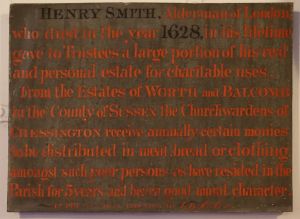 HENRY SMITH, Alderman of London,
who died in the year 1628, in his lifetime
gave to Trustees a large portion of his real
and personal estate for charitable uses.
from the Estates of WORTH and BALCOMB
in the County of SUSSEX the Churchwardens of
CHESSINGTON receive annually certain monies
to be distributed in meat, bread or clothing
amongst such poor persons as have resided in the
Parish for 5 years and bear a good moral character.